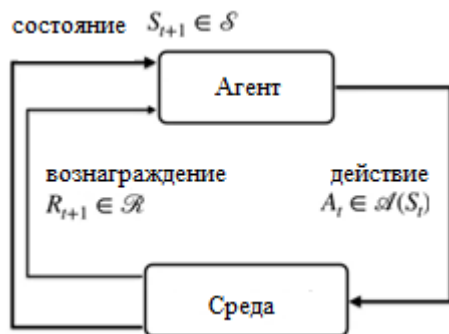 состояние S_{t+1} ∈ 𝒮
Агент
вознаграждение
R_{t+1} ∈ ℛ
действие
A_t ∈ 𝒜(S_t)
Среда